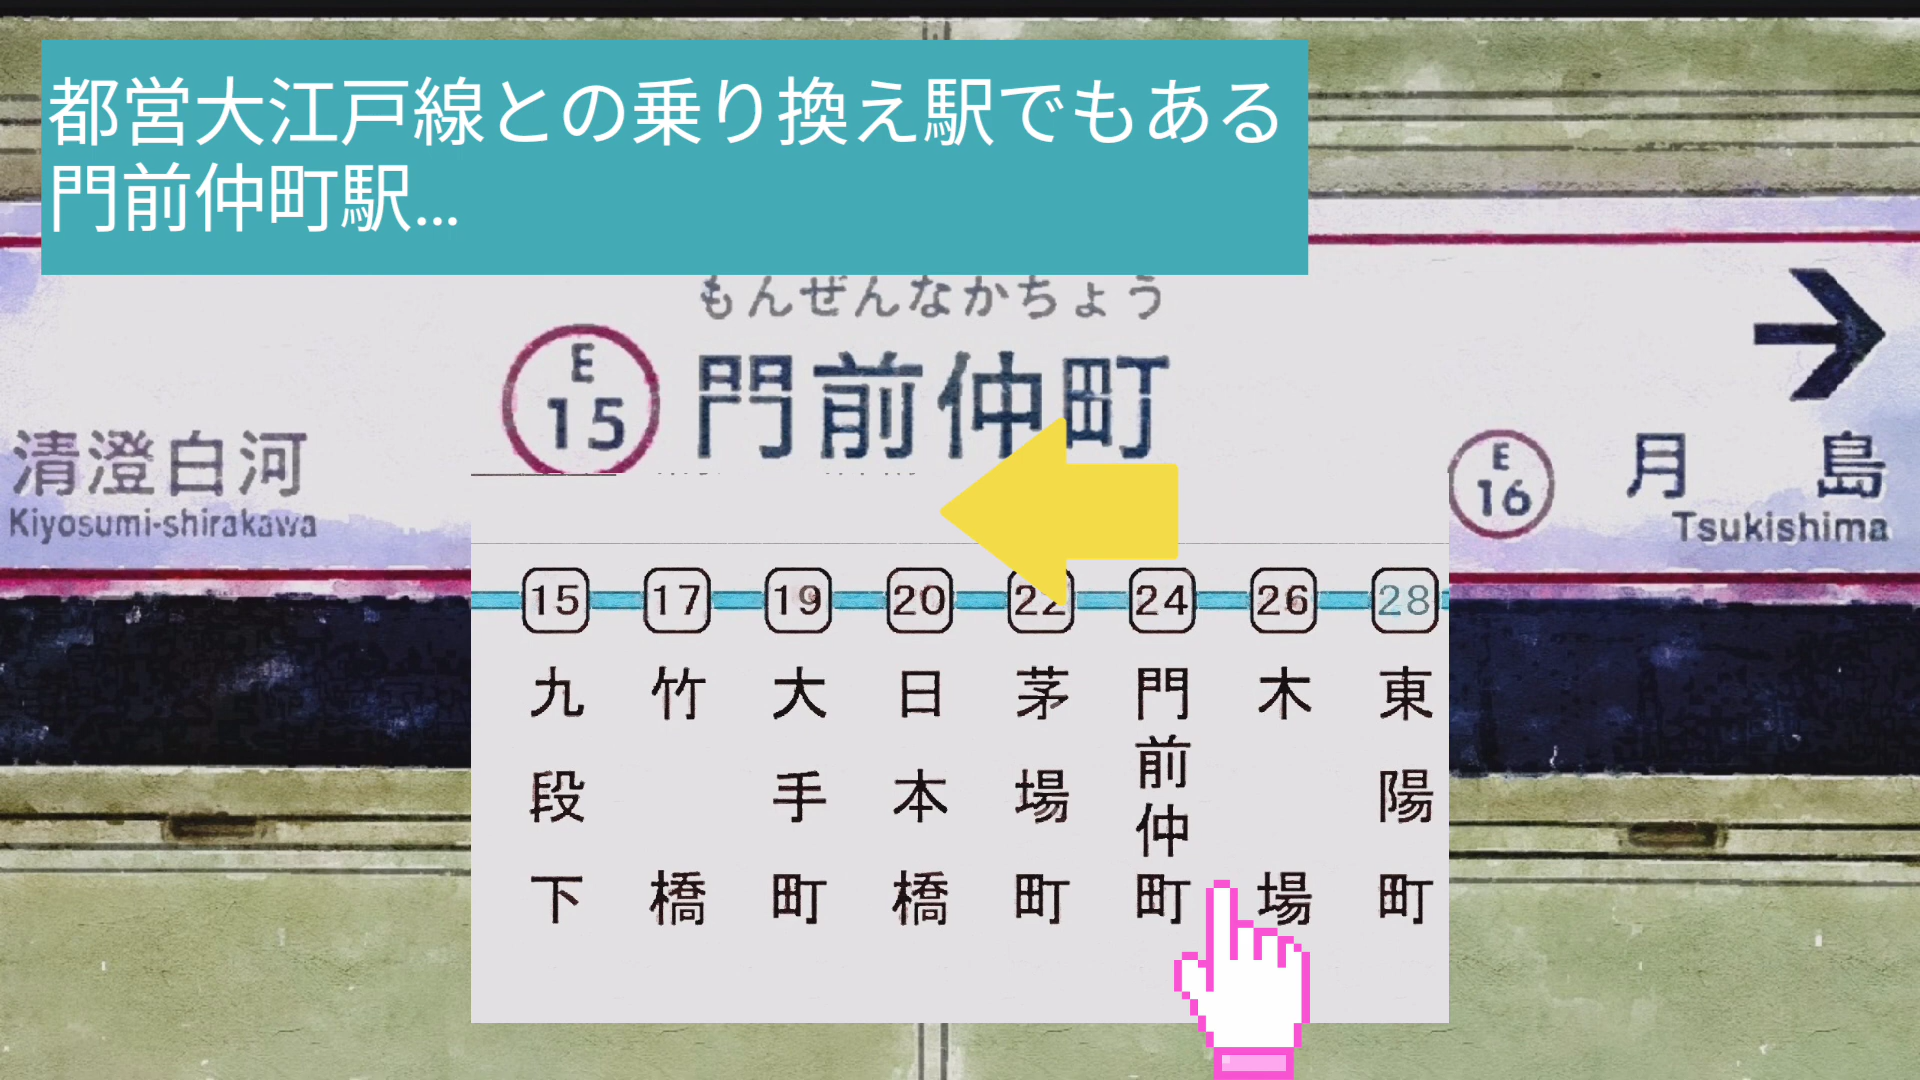 都営大江戸線との乗り換え駅でもある
門前仲町駅...
もんぜんなかちょう
E
15
門前仲町
清澄白河
Kiyosumi-shirakawa
E
16
月島
Tsukishima
15 17 19 20 22 24 26 28
九段下
竹橋
大手町
日本橋
茅場町
門前仲町
木場
東陽町